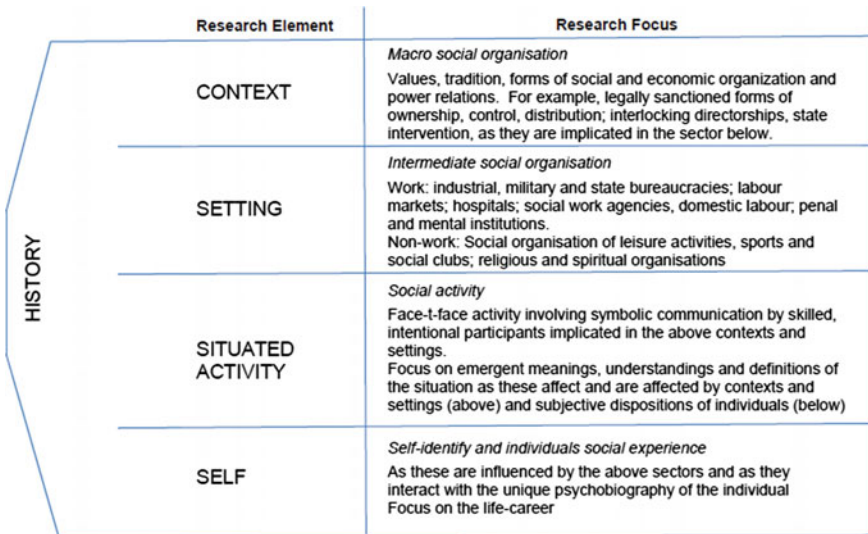 Research Element
Research Focus
HISTORY
CONTEXT
Macro social organisation
Values, tradition, forms of social and economic organization and
power relations. For example, legally sanctioned forms of
ownership, control, distribution; interlocking directorships, state
intervention, as they are implicated in the sector below.
SETTING
Intermediate social organisation
Work: industrial, military and state bureaucracies; labour
markets; hospitals; social work agencies, domestic labour; penal
and mental institutions.
Non-work: Social organisation of leisure activities, sports and
social clubs; religious and spiritual organisations
SITUATED
ACTIVITY
Social activity
Face-t-face activity involving symbolic communication by skilled,
intentional participants implicated in the above contexts and
settings.
Focus on emergent meanings, understandings and definitions
of the situation as these affect and are affected by contexts and
settings (above) and subjective dispositions of individuals (below)
SELF
Self-identify and individuals social experience
As these are influenced by the above sectors and as they
interact with the unique psychobiography of the individual
Focus on the life-career